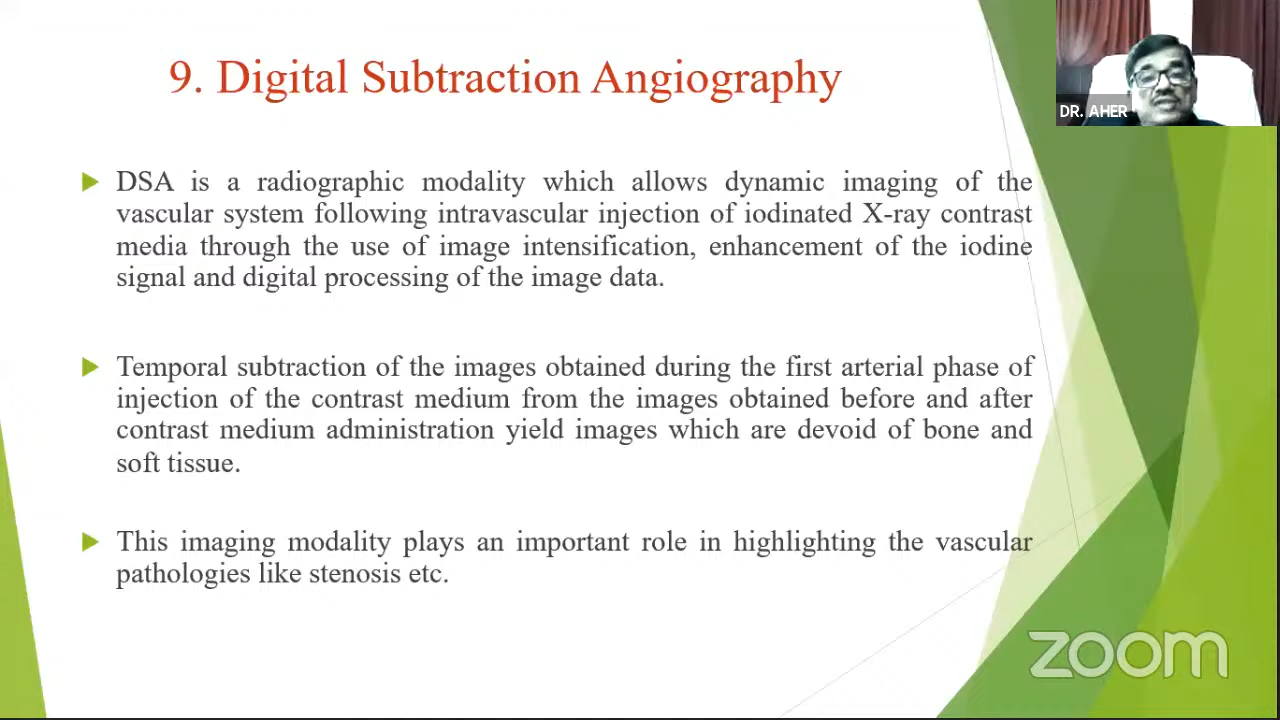 9. Digital Subtraction Angiography
DR. AHER
DSA is a radiographic modality which allows dynamic imaging of the
vascular system following intravascular injection of iodinated X-ray contrast
media through the use of image intensification, enhancement of the iodine
signal and digital processing of the image data.
Temporal subtraction of the images obtained during the first arterial phase of
injection of the contrast medium from the images obtained before and after
contrast medium administration yield images which are devoid of bone and
soft tissue.
This imaging modality plays an important role in highlighting the vascular
pathologies like stenosis etc.
zoom